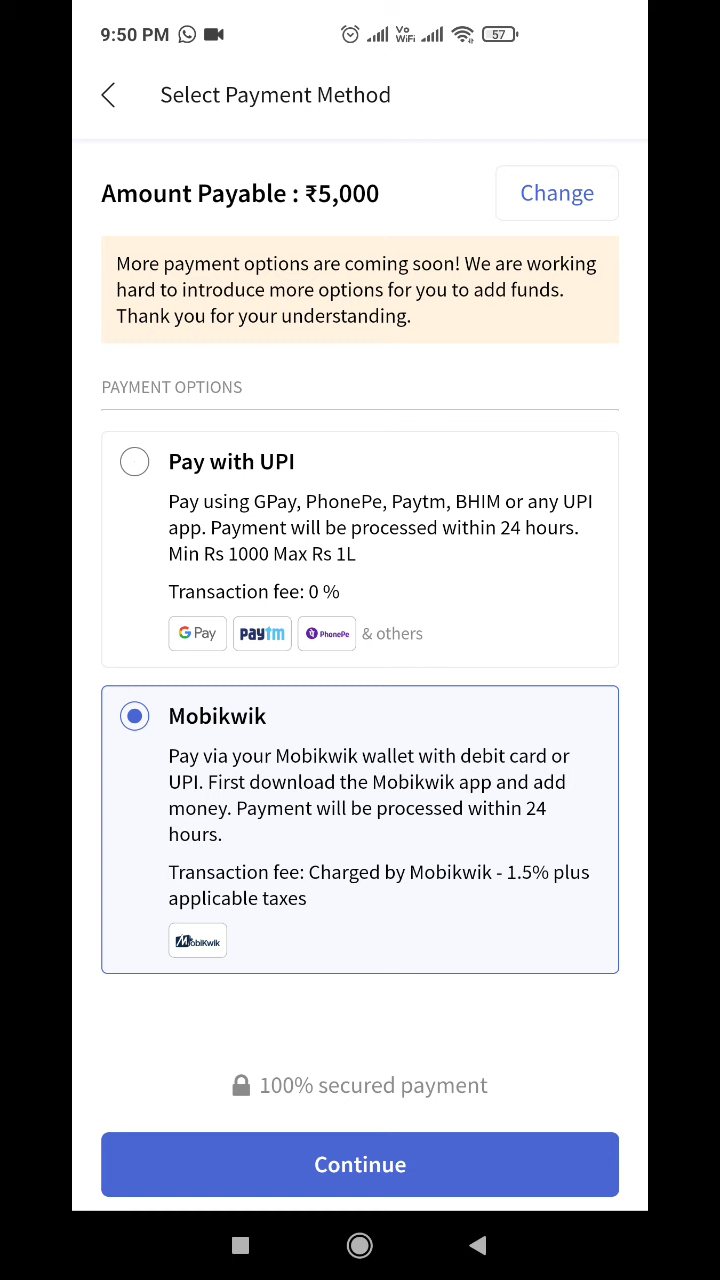 9:50 PM Vo WiFi 57
Select Payment Method
Amount Payable : ₹5,000 Change
More payment options are coming soon! We are working
hard to introduce more options for you to add funds.
Thank you for your understanding.
PAYMENT OPTIONS
Pay with UPI
Pay using GPay, PhonePe, Paytm, BHIM or any UPI
app. Payment will be processed within 24 hours.
Min Rs 1000 Max Rs 1L
Transaction fee: 0 %
G Pay paytm PhonePe & others
Mobikwik
Pay via your Mobikwik wallet with debit card or
UPI. First download the Mobikwik app and add
money. Payment will be processed within 24
hours.
Transaction fee: Charged by Mobikwik - 1.5% plus
applicable taxes
MobiKwik
100% secured payment
Continue